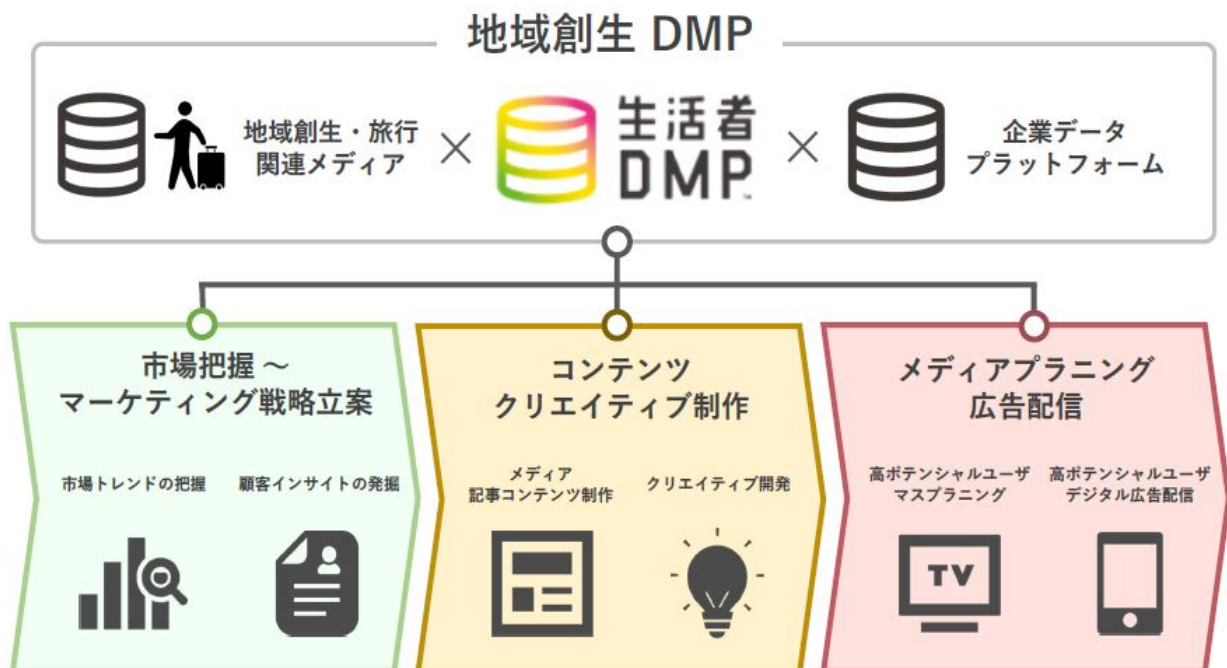 地域創生 DMP
地域創生・旅行
関連メディア
×
生活者
DMP
×
企業データ
プラットフォーム
市場把握 ～
マーケティング戦略立案
市場トレンドの把握
顧客インサイトの発掘
コンテンツ
クリエイティブ制作
メディア
記事コンテンツ制作
クリエイティブ開発
メディアプラニング
広告配信
高ポテンシャルユーザ
マスプラニング
TV
高ポテンシャルユーザ
デジタル広告配信